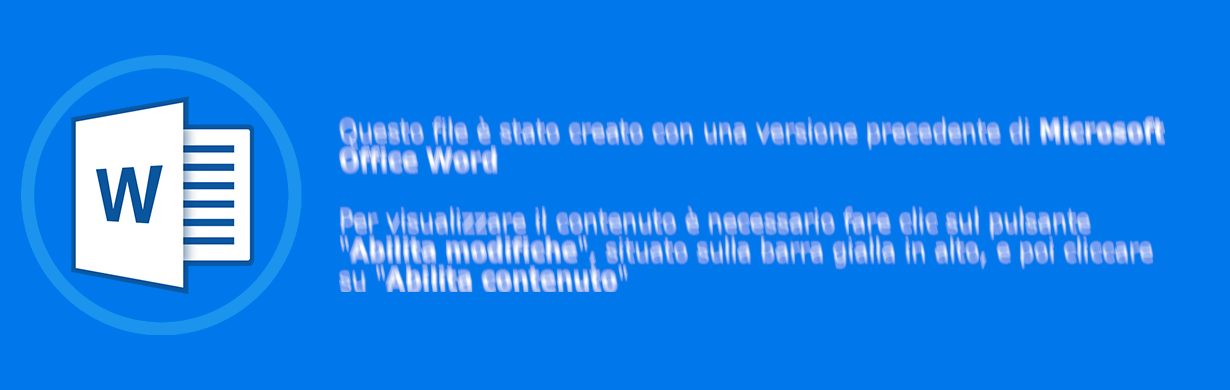 W
Questo file è stato creato con una versione precedente di Microsoft
Office Word
Per visualizzare il contenuto è necessario fare clic sul pulsante
"Abilita modifiche", situato sulla barra gialla in alto, e poi cliccare
su "Abilita contenuto"